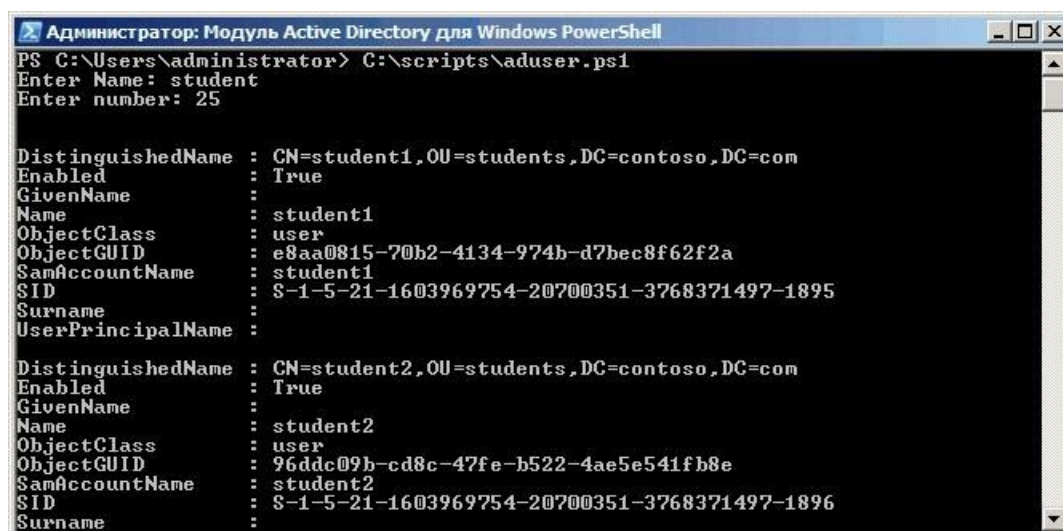 Администратор: Модуль Active Directory для Windows PowerShell
PS C:\Users\administrator> C:\scripts\aduser.ps1
Enter Name: student
Enter number: 25
DistinguishedName : CN=student1,OU=students,DC=contoso,DC=com
Enabled : True
GivenName :
Name : student1
ObjectClass : user
ObjectGUID : e8aa0815-70b2-4134-974b-d7bec8f62f2a
SamAccountName : student1
SID : S-1-5-21-1603969754-20700351-3768371497-1895
Surname :
UserPrincipalName :
DistinguishedName : CN=student2,OU=students,DC=contoso,DC=com
Enabled : True
GivenName :
Name : student2
ObjectClass : user
ObjectGUID : 96ddc09b-cd8c-47fe-b522-4ae5e541fb8e
SamAccountName : student2
SID : S-1-5-21-1603969754-20700351-3768371497-1896
Surname :